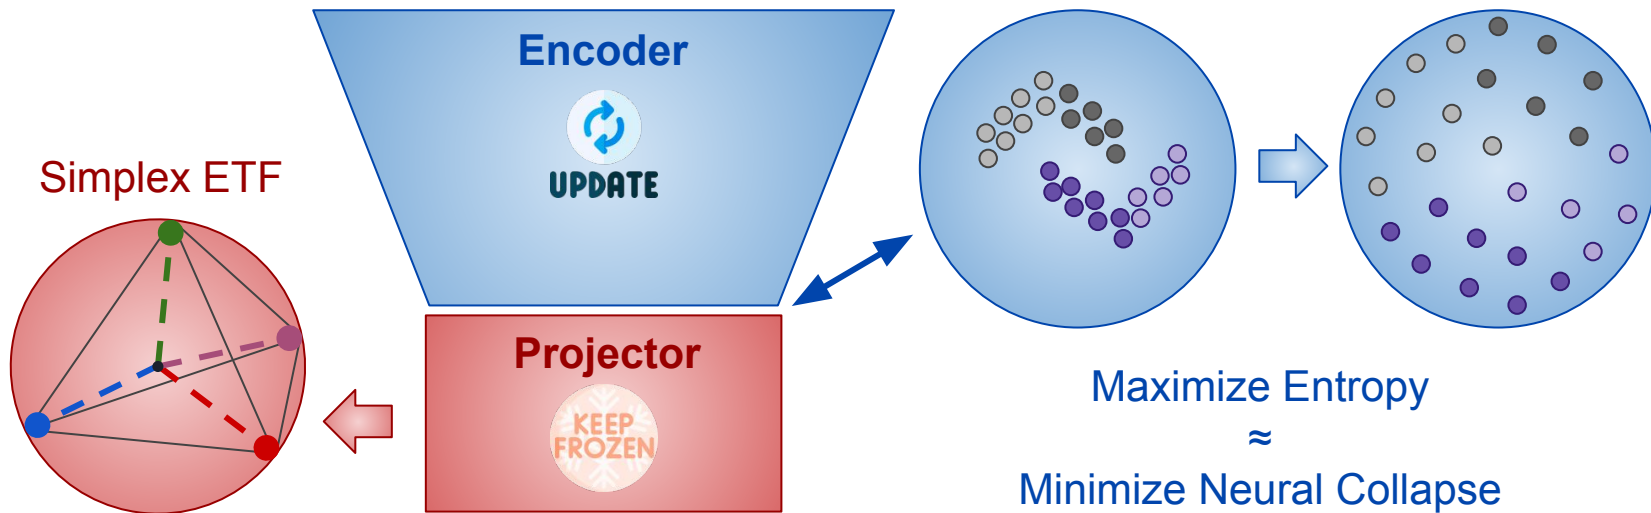 Encoder
UPDATE
Simplex ETF
Projector
KEEP
FROZEN
Maximize Entropy
≈
Minimize Neural Collapse